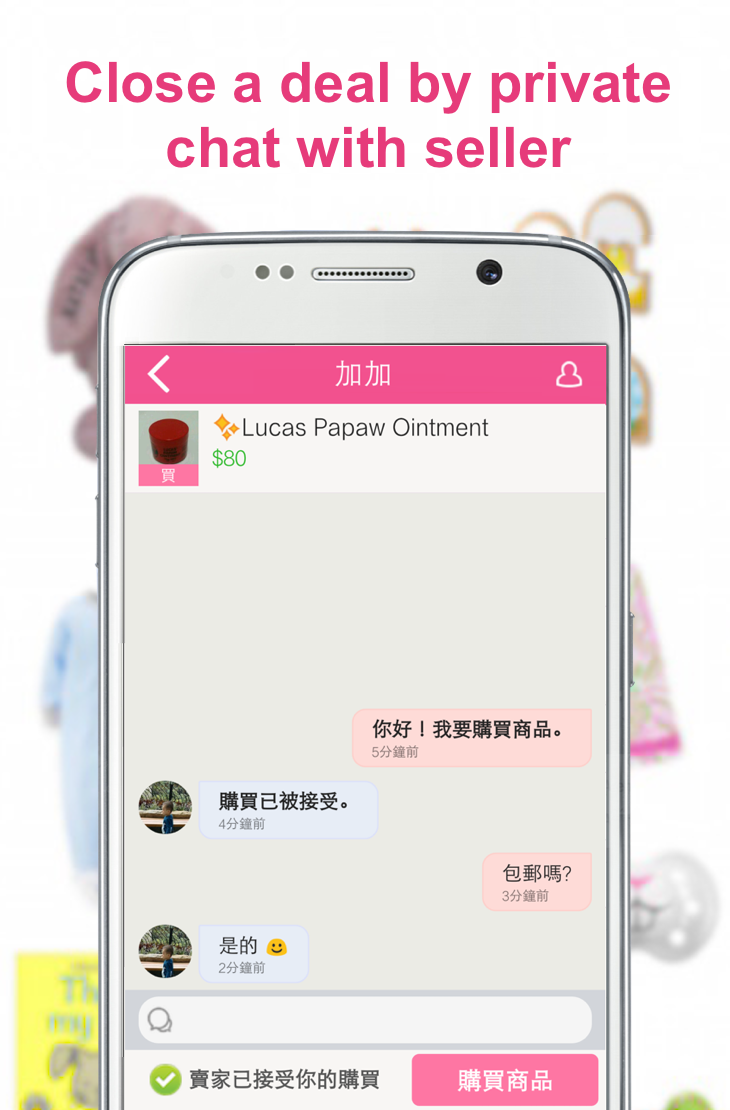 Close a deal by private
chat with seller
加加
✨Lucas Papaw Ointment
$80
買
你好！我要購買商品。
5分鐘前
購買已被接受。
4分鐘前
包郵嗎?
3分鐘前
是的 🙂
2分鐘前
賣家已接受你的購買
購買商品